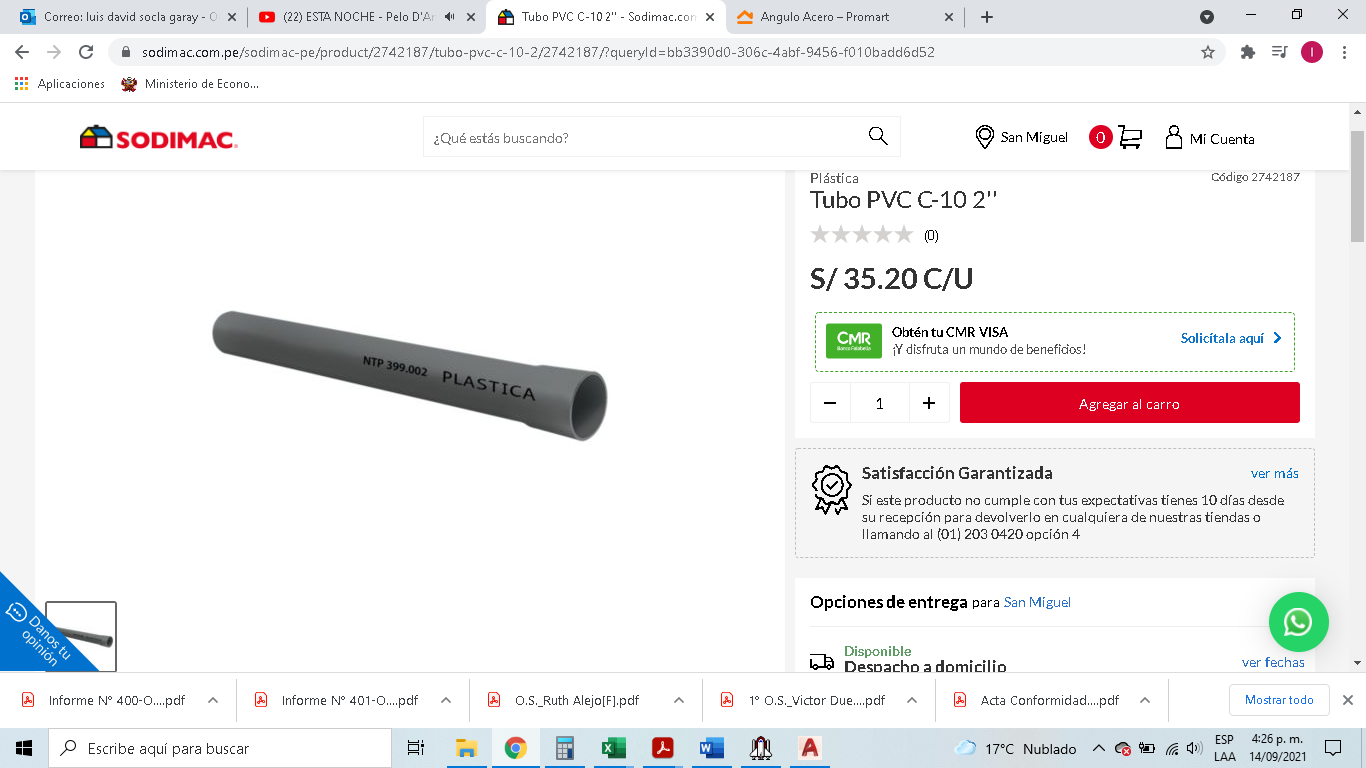 Correo: luis david socla garay - O
(22) ESTA NOCHE - Pelo D'Ar
Tubo PVC C-10 2'' - Sodimac.com
Angulo Acero – Promart
sodimac.com.pe/sodimac-pe/product/2742187/tubo-pvc-c-10-2/2742187/?queryId=bb3390d0-306c-4abf-9456-f010badd6d52
I
Aplicaciones
Ministerio de Econo...
SODIMAC
¿Qué estás buscando?
San Miguel
0
Mi Cuenta
Plástica
Código 2742187
Tubo PVC C-10 2''
(0)
S/ 35.20 C/U
CMR
Banco Falabella
Obtén tu CMR VISA
¡Y disfruta un mundo de beneficios!
Solicítala aquí
1
Agregar al carro
NTP 399.002 PLASTICA
Satisfacción Garantizada
ver más
Si este producto no cumple con tus expectativas tienes 10 días desde
su recepción para devolverlo en cualquiera de nuestras tiendas o
llamando al (01) 203 0420 opción 4
Opciones de entrega para San Miguel
Disponible
Despacho a domicilio
ver fechas
Danos tu
opinión
Informe N° 400-O....pdf
Informe N° 401-O....pdf
O.S._Ruth Alejo[F].pdf
1° O.S._Victor Due....pdf
Acta Conformidad....pdf
Mostrar todo
Escribe aquí para buscar
17°C Nublado
ESP
LAA
4:26 p. m.
14/09/2021